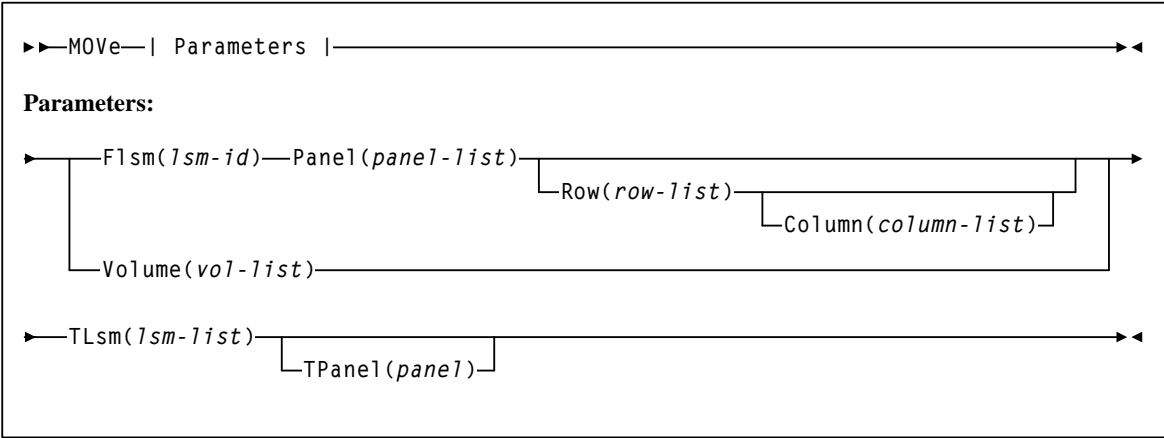 MOVe | Parameters |
Parameters:
Flsm(lsm-id) Panel(panel-list)
Row(row-list)
Column(column-list)
Volume(vol-list)
TLsm(lsm-list)
TPanel(panel)